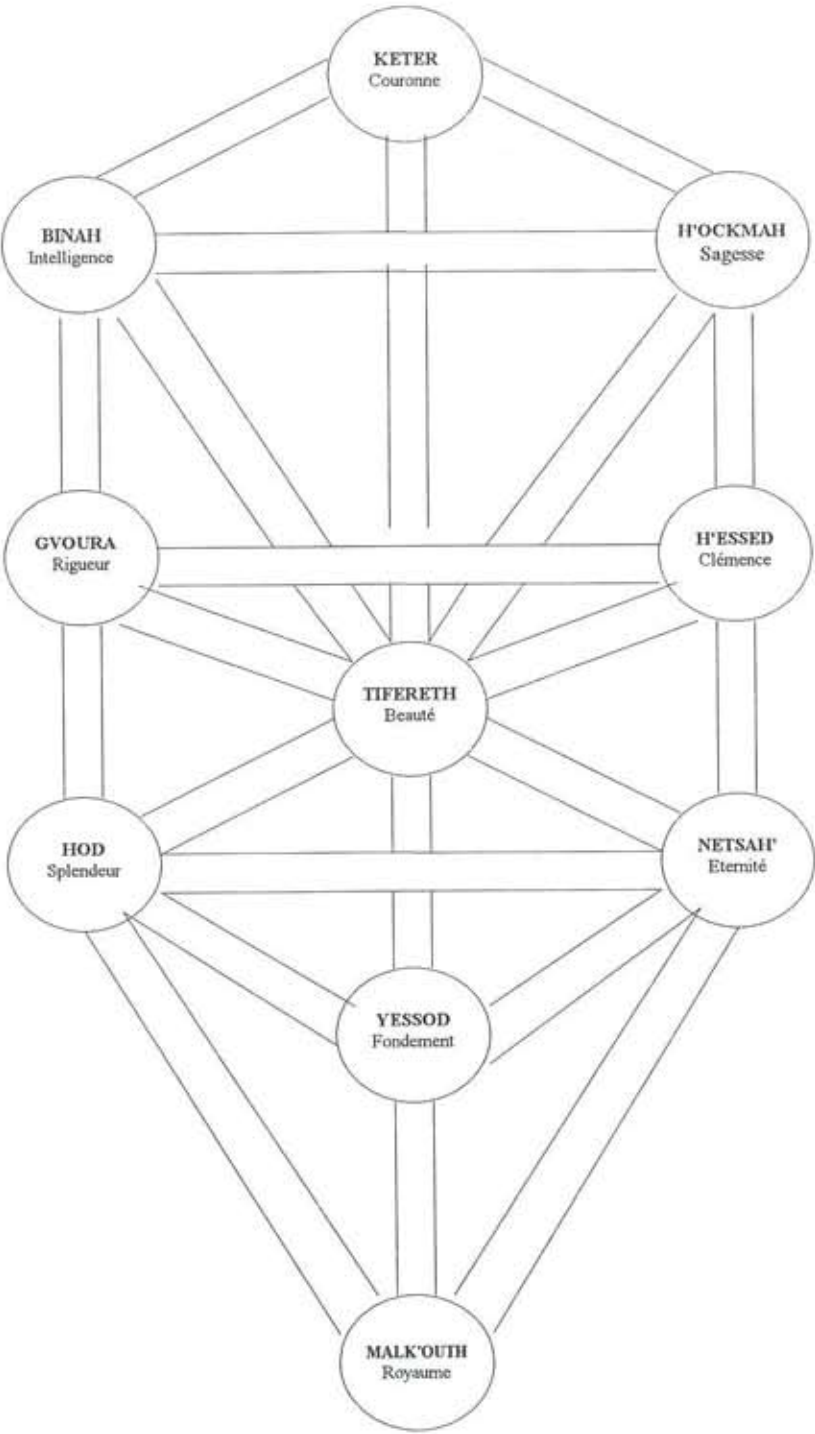 KETER
Couronne
BINAH
Intelligence
H'OCKMAH
Sagesse
GVOURA
Rigueur
H'ESSED
Clémence
TIFERETH
Beauté
HOD
Splendeur
NETSAH'
Eternité
YESSOD
Fondement
MALK'OUTH
Royaume